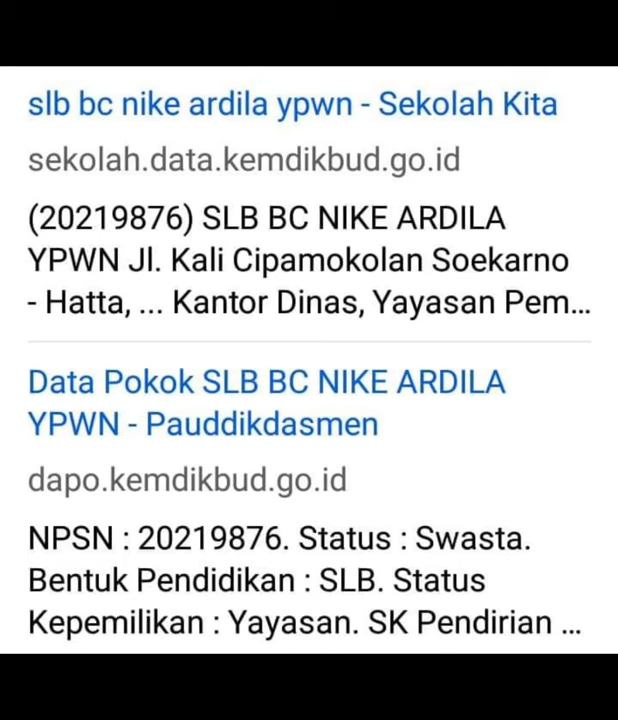 slb bc nike ardila ypwn - Sekolah Kita
sekolah.data.kemdikbud.go.id
(20219876) SLB BC NIKE ARDILA
YPWN Jl. Kali Cipamokolan Soekarno
- Hatta, ... Kantor Dinas, Yayasan Pem...
Data Pokok SLB BC NIKE ARDILA
YPWN - Pauddikdasmen
dapo.kemdikbud.go.id
NPSN : 20219876. Status : Swasta.
Bentuk Pendidikan : SLB. Status
Kepemilikan : Yayasan. SK Pendirian ...